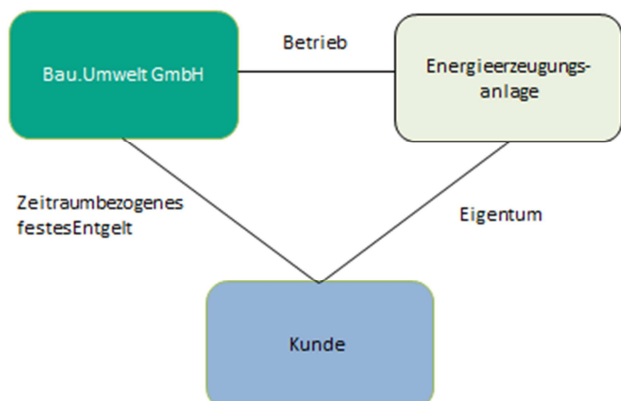 Betrieb
Bau.Umwelt GmbH
Energieerzeugungs-
anlage
Zeitraumbezogenes
festesEntgelt
Eigentum
Kunde